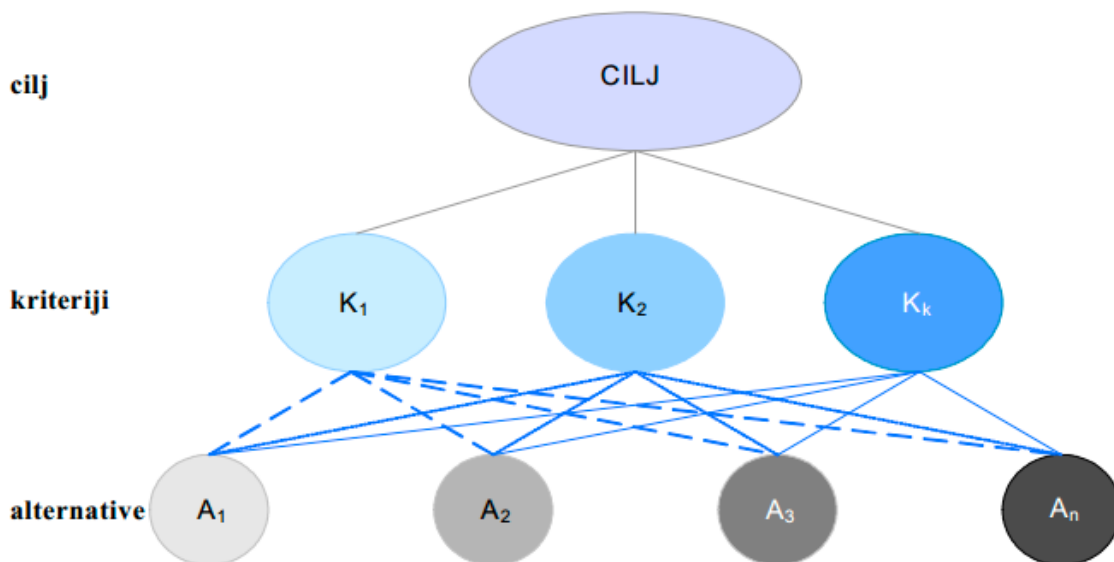 cilj
CILJ
kriteriji
K₁
K₂
Kₖ
alternative
A₁
A₂
A₃
Aₙ